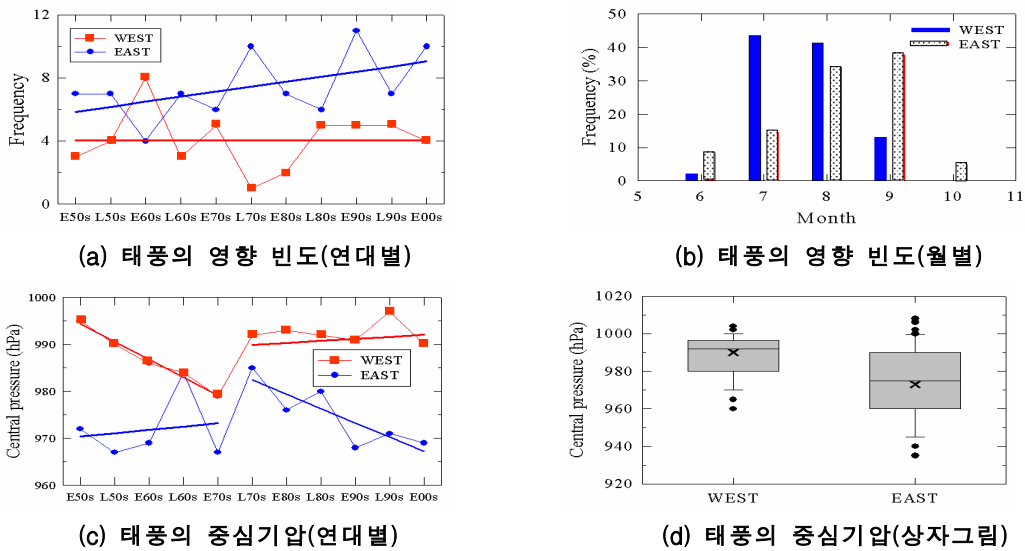 12
8
4
0
Frequency
WEST
EAST
E50s L50s E60s L60s E70s L70s E80s L80s E90s L90s E00s
(a) 태풍의 영향 빈도(연대별)
50
40
30
20
10
0
Frequency (%)
WEST
EAST
5 6 7 8 9 10 11
Month
(b) 태풍의 영향 빈도(월별)
1000
990
980
970
960
Central pressure (hPa)
WEST
EAST
E50s L50s E60s L60s E70s L70s E80s L80s E90s L90s E00s
(c) 태풍의 중심기압(연대별)
1020
1000
980
960
940
920
Central pressure (hPa)
WEST EAST
(d) 태풍의 중심기압(상자그림)